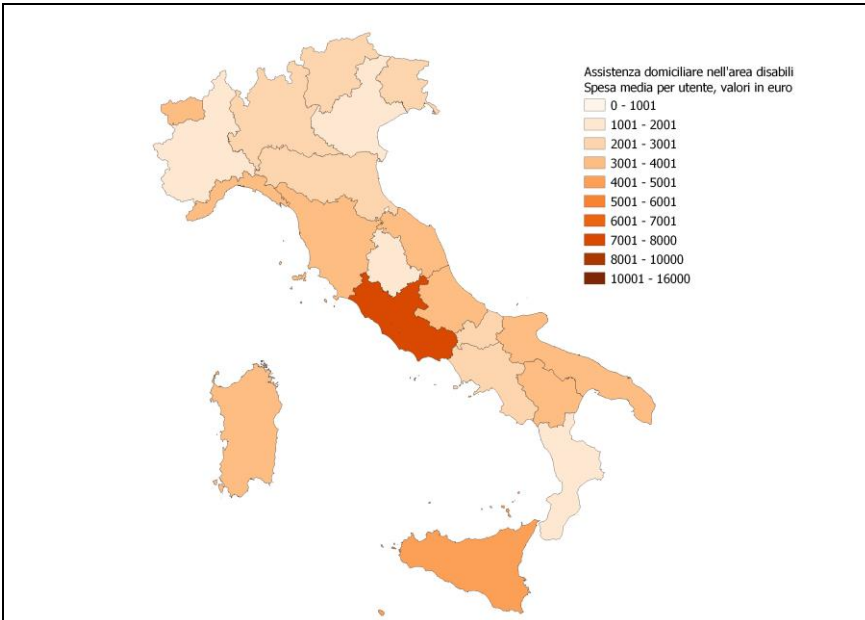 Assistenza domiciliare nell'area disabili
Spesa media per utente, valori in euro
0 - 1001
1001 - 2001
2001 - 3001
3001 - 4001
4001 - 5001
5001 - 6001
6001 - 7001
7001 - 8000
8001 - 10000
10001 - 16000